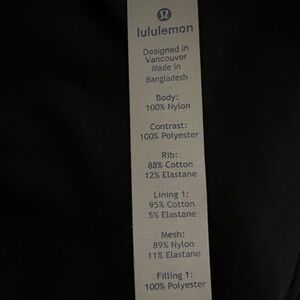 lululemon
Designed in
Vancouver
Made in
Bangladesh
Body:
100% Nylon
Contrast:
100% Polyester
Rib:
88% Cotton
12% Elastane
Lining 1:
95% Cotton
5% Elastane
Mesh:
89% Nylon
11% Elastane
Filling 1:
100% Polyester